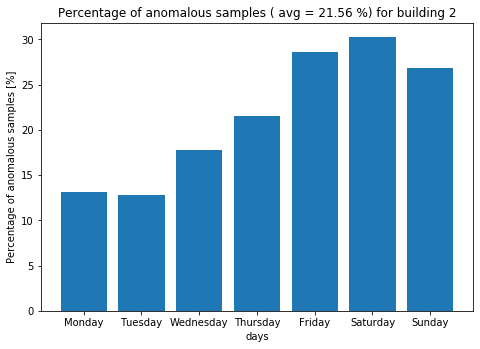 Percentage of anomalous samples ( avg = 21.56 %) for building 2
Percentage of anomalous samples [%]
30
25
20
15
10
5
0
Monday Tuesday Wednesday Thursday Friday Saturday Sunday
days